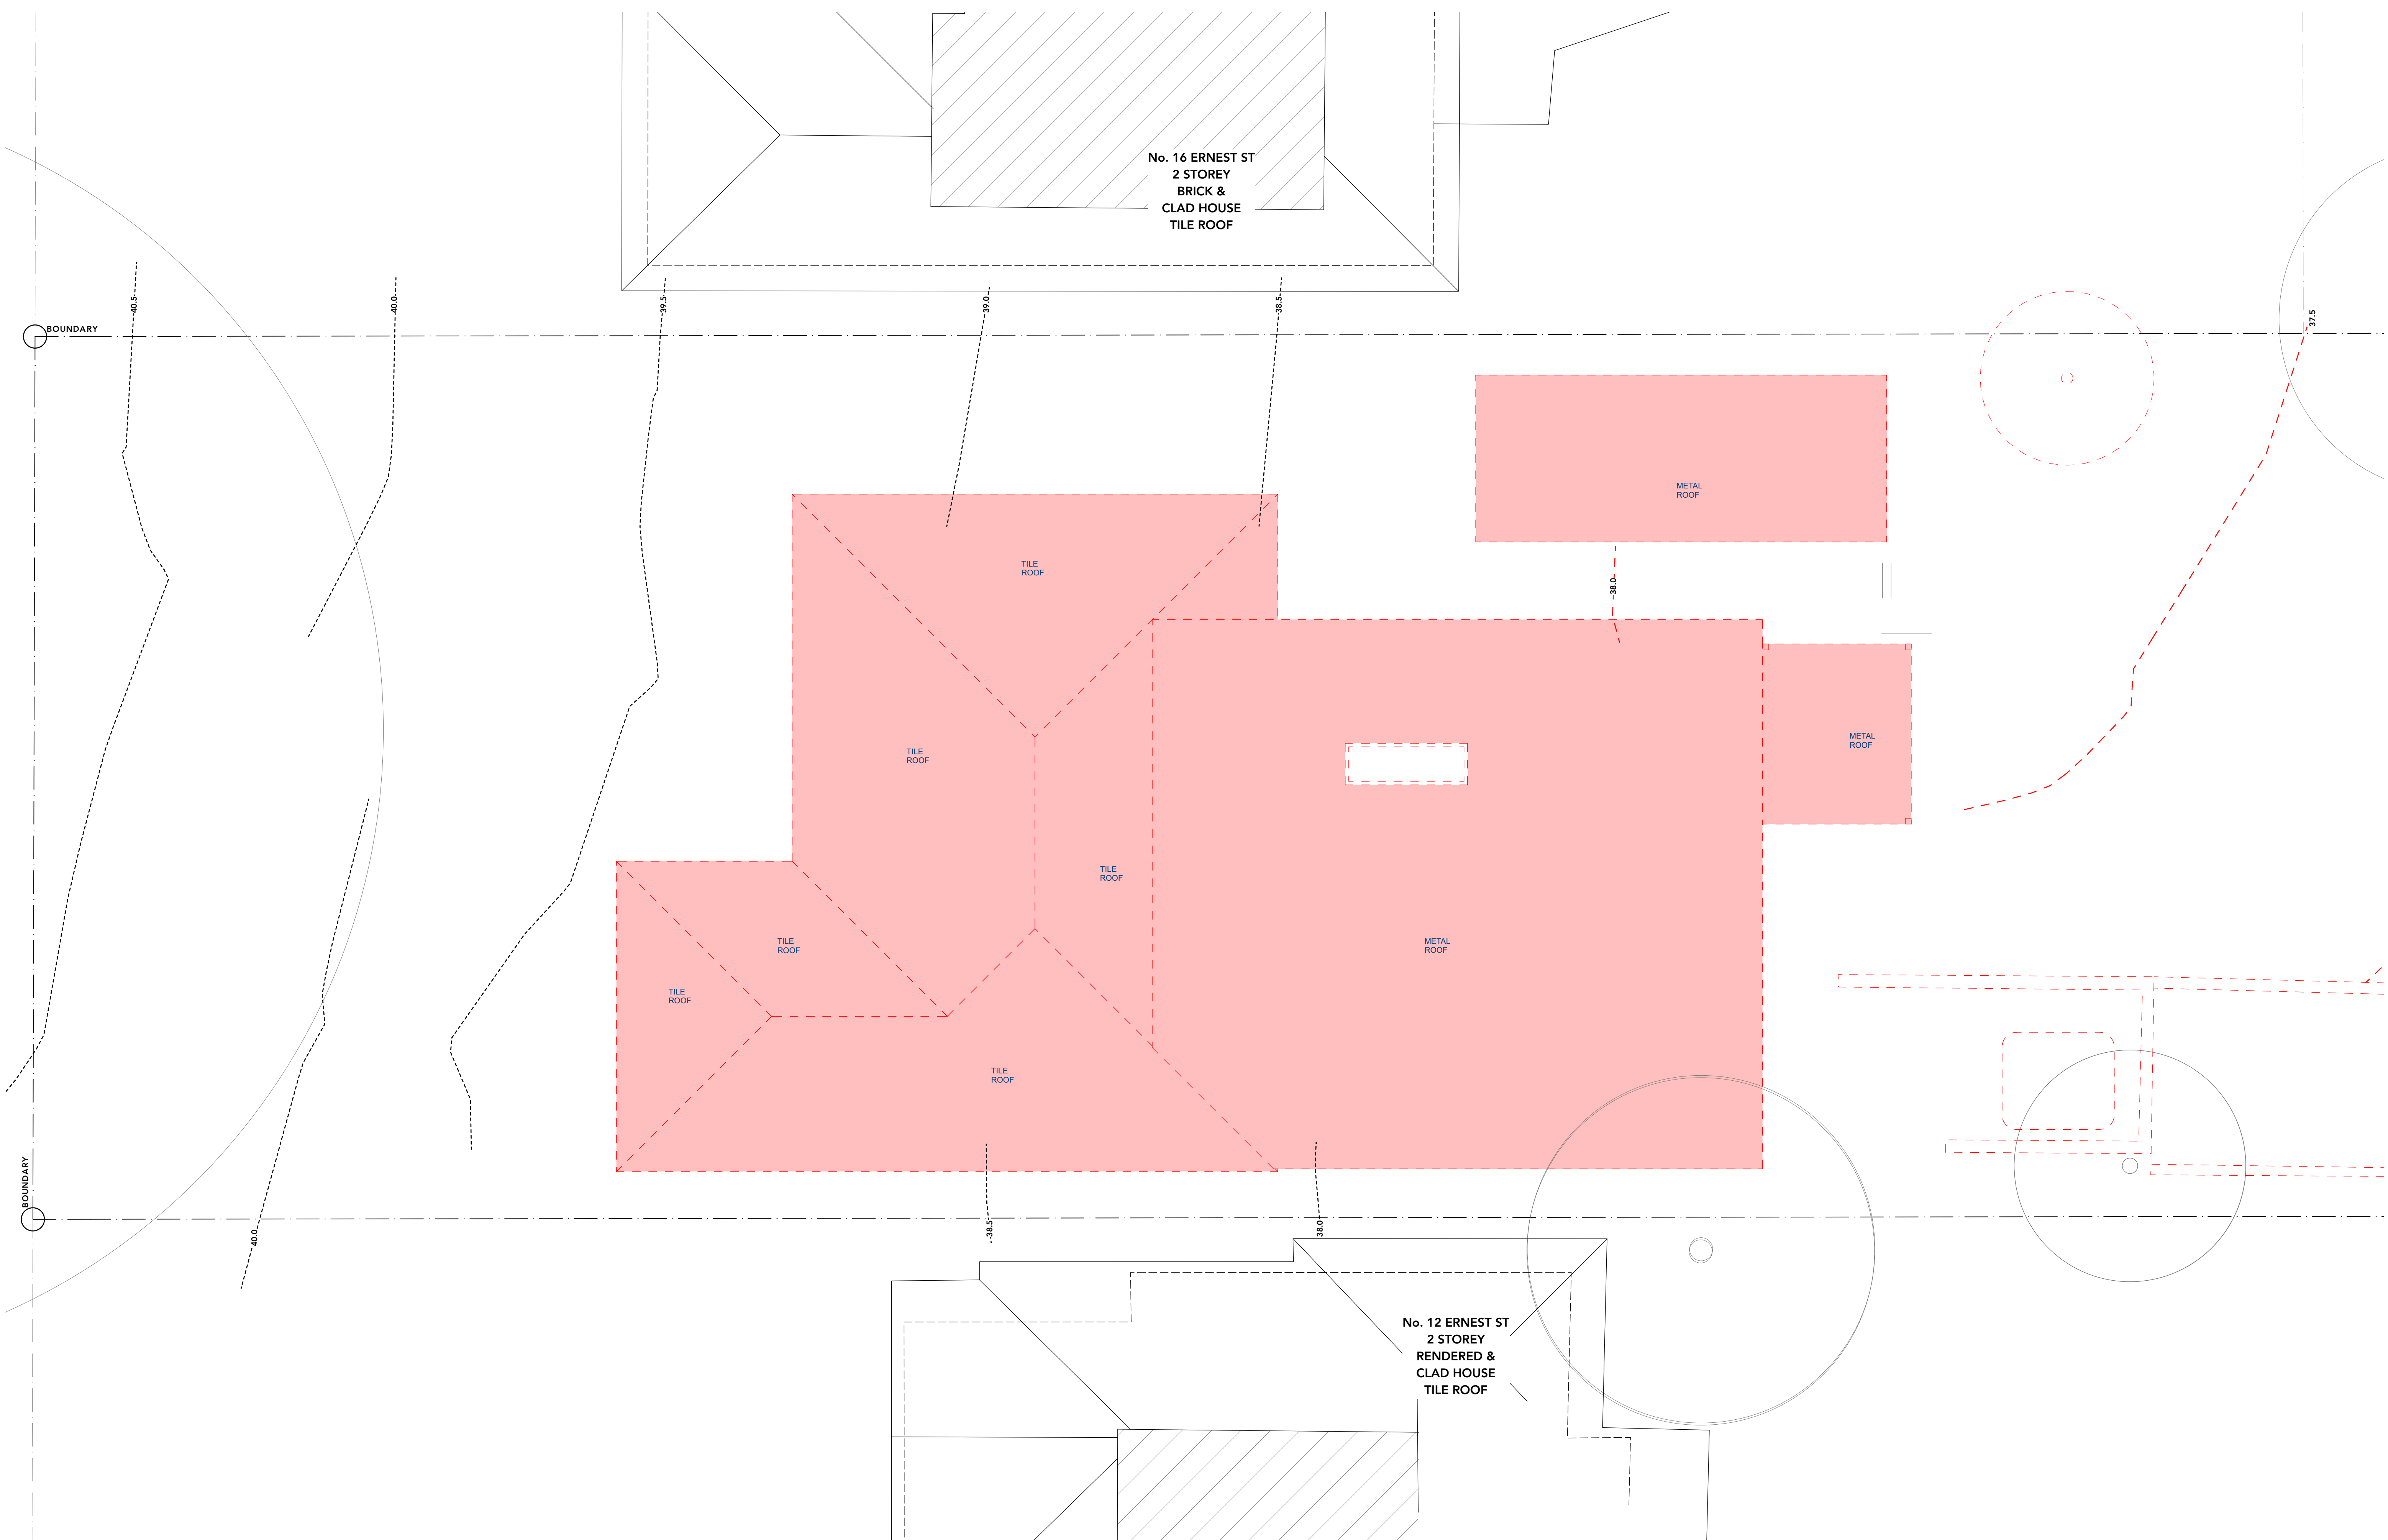 No. 16 ERNEST ST
2 STOREY
BRICK &
CLAD HOUSE
TILE ROOF
40.5
40.0
39.5
39.0
38.5
37.5
BOUNDARY
METAL
ROOF
TILE
ROOF
38.0
METAL
ROOF
TILE
ROOF
TILE
ROOF
TILE
ROOF
METAL
ROOF
TILE
ROOF
TILE
ROOF
BOUNDARY
40.0
38.5
38.0
No. 12 ERNEST ST
2 STOREY
RENDERED &
CLAD HOUSE
TILE ROOF